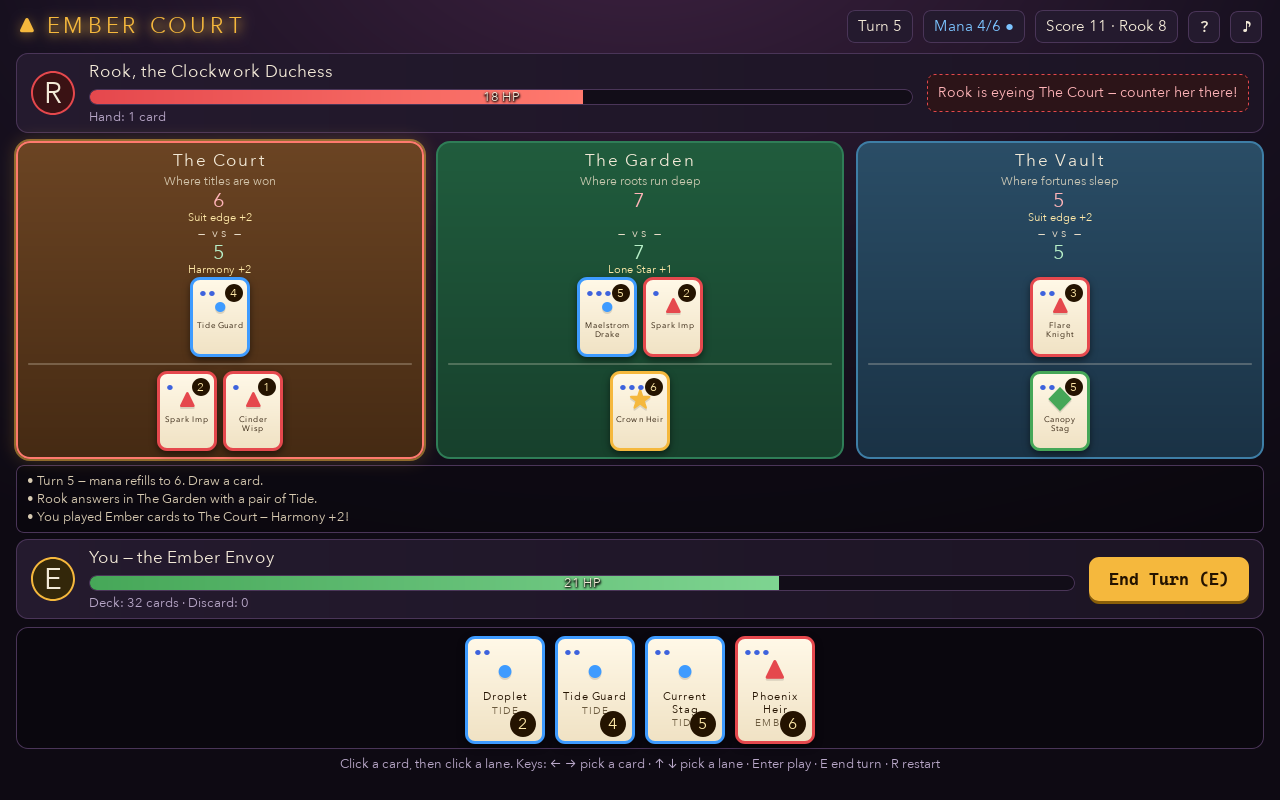 EMBER COURT
Turn 5
Mana 4/6 ●
Score 11 · Rook 8
?
♪
R
Rook, the Clockwork Duchess
18 HP
Hand: 1 card
Rook is eyeing The Court — counter her there!
The Court
Where titles are won
6
Suit edge +2
— VS —
5
Harmony +2
4
Tide Guard
2
Spark Imp
1
Cinder
Wisp
The Garden
Where roots run deep
7
— VS —
7
Lone Star +1
5
Maelstrom
Drake
2
Spark Imp
6
Crown Heir
The Vault
Where fortunes sleep
5
Suit edge +2
— VS —
5
3
Flare
Knight
5
Canopy
Stag
• Turn 5 — mana refills to 6. Draw a card.
• Rook answers in The Garden with a pair of Tide.
• You played Ember cards to The Court — Harmony +2!
E
You — the Ember Envoy
21 HP
Deck: 32 cards · Discard: 0
End Turn (E)
Droplet
TIDE
2
Tide Guard
TIDE
4
Current
Stag
5
Phoenix
Heir
6
Click a card, then click a lane. Keys: ← → pick a card · ↑ ↓ pick a lane · Enter play · E end turn · R restart